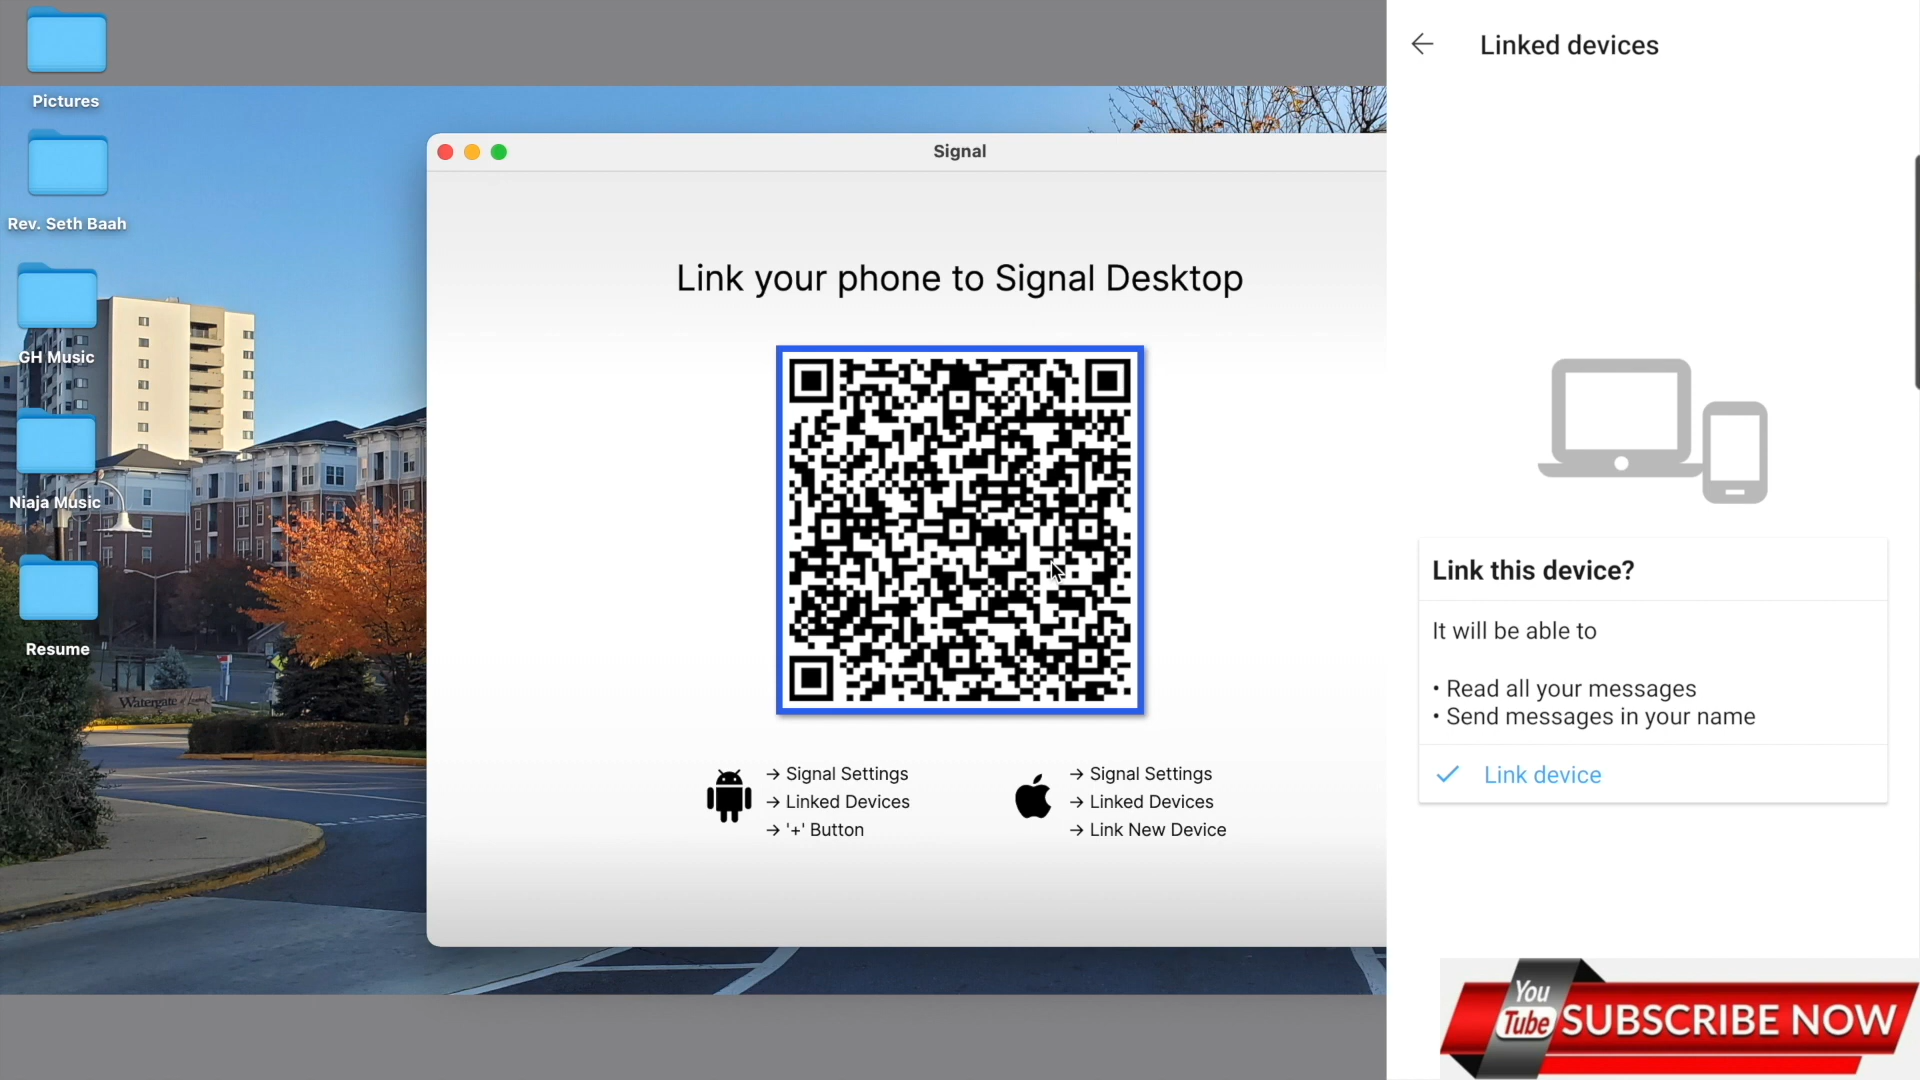 Pictures
Rev. Seth Baah
GH Music
Niaja Music
Resume
Watergate
Signal
Link your phone to Signal Desktop
→ Signal Settings
→ Linked Devices
→ '+' Button
→ Signal Settings
→ Linked Devices
→ Link New Device
Linked devices
Link this device?
It will be able to
• Read all your messages
• Send messages in your name
Link device
You
Tube
SUBSCRIBE NOW